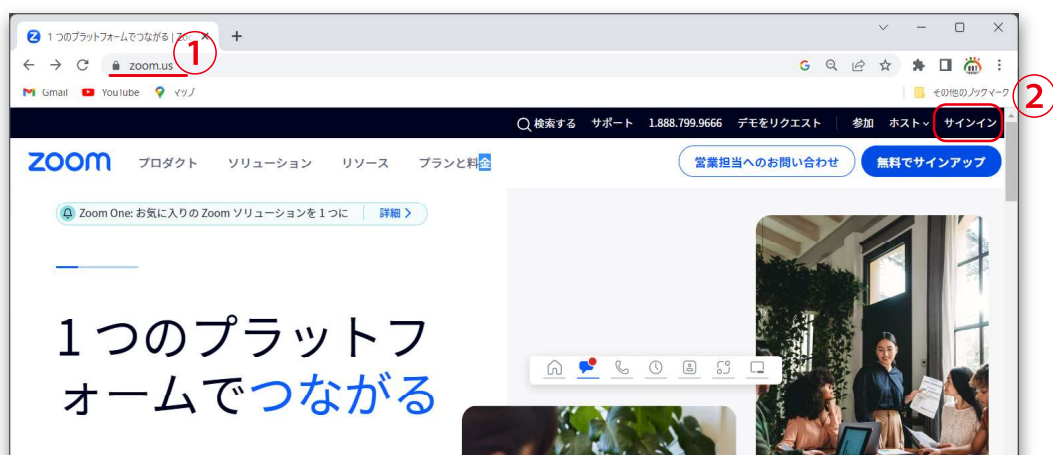 1 つのプラットフォームでつながる | Zo
①
zoom.us
Gmail YouTube マップ その他のブックマーク
②
検索する サポート 1.888.799.9666 デモをリクエスト 参加 ホスト サインイン
zoom プロダクト ソリューション リソース プランと料金 営業担当へのお問い合わせ 無料でサインアップ
Zoom One: お気に入りの Zoom ソリューションを 1 つに 詳細
1つのプラットフ
ォームでつながる